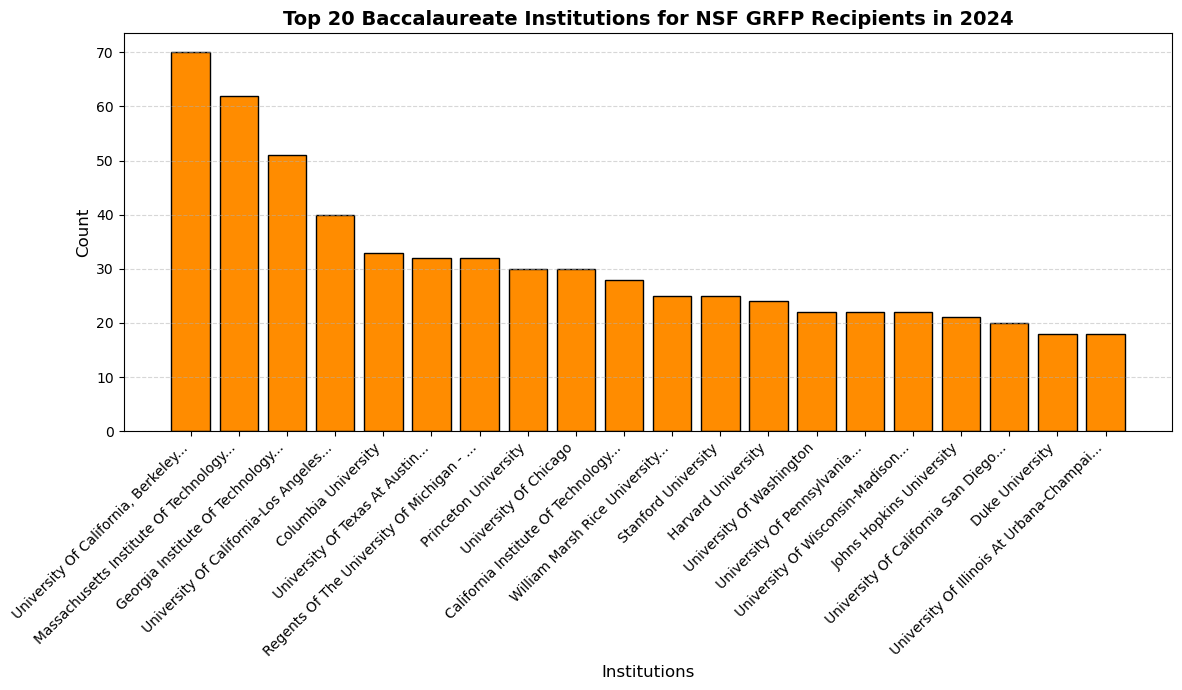 Top 20 Baccalaureate Institutions for NSF GRFP Recipients in 2024
Count
70
60
50
40
30
20
10
0
University Of California, Berkeley...
Massachusetts Institute Of Technology...
Georgia Institute Of Technology...
University Of California-Los Angeles...
Columbia University
University Of Texas At Austin...
Regents Of The University Of Michigan - ...
Princeton University
University Of Chicago
California Institute Of Technology...
William Marsh Rice University...
Stanford University
Harvard University
University Of Washington
University Of Pennsylvania...
University Of Wisconsin-Madison...
Johns Hopkins University
University Of California San Diego...
Duke University
University Of Illinois At Urbana-Champai...
Institutions